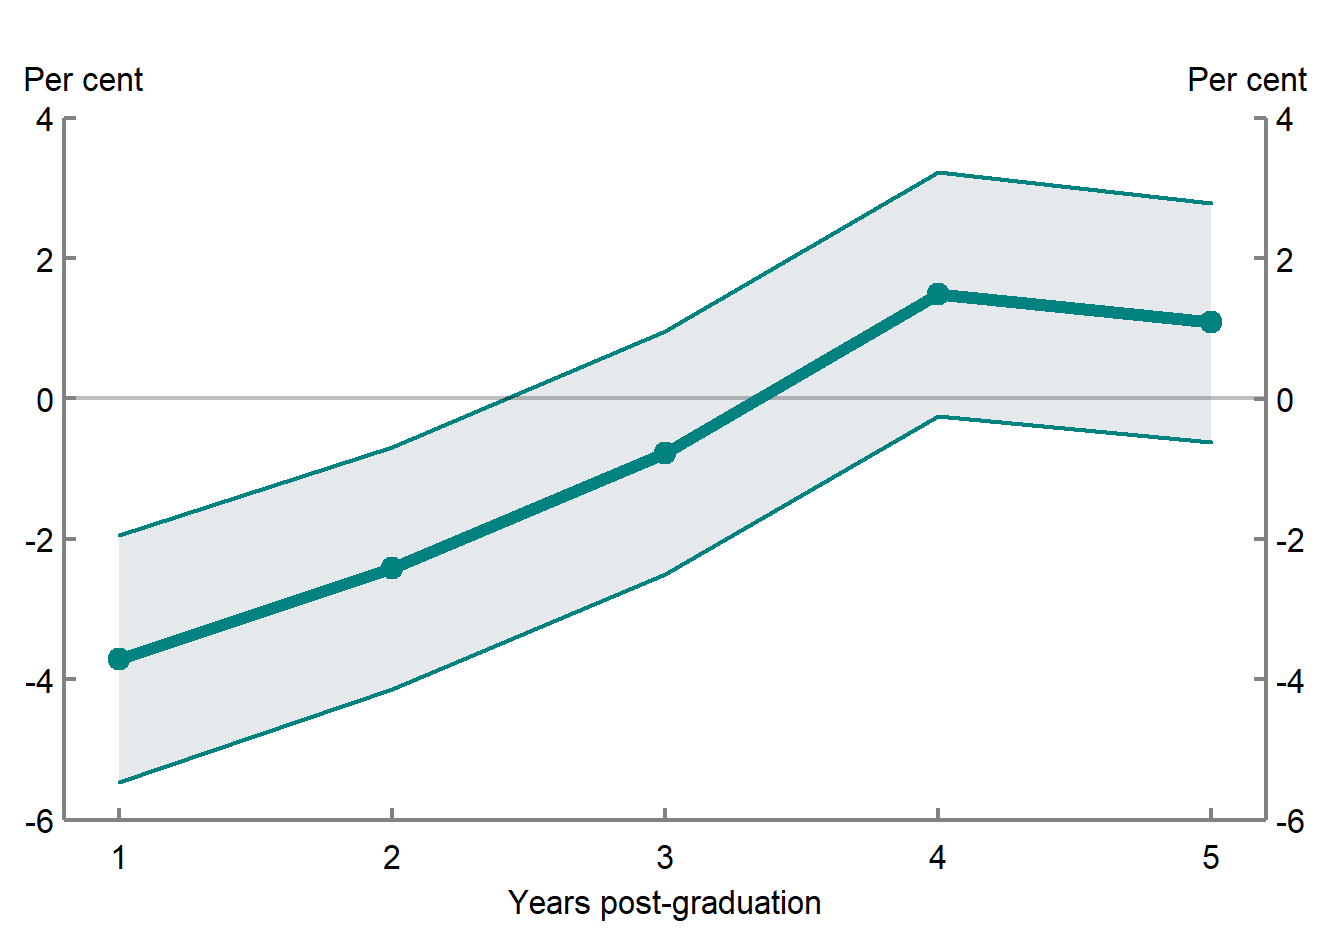 Per cent Per cent
4 4
2 2
0 0
-2 -2
-4 -4
-6 -6
1 2 3 4 5
Years post-graduation